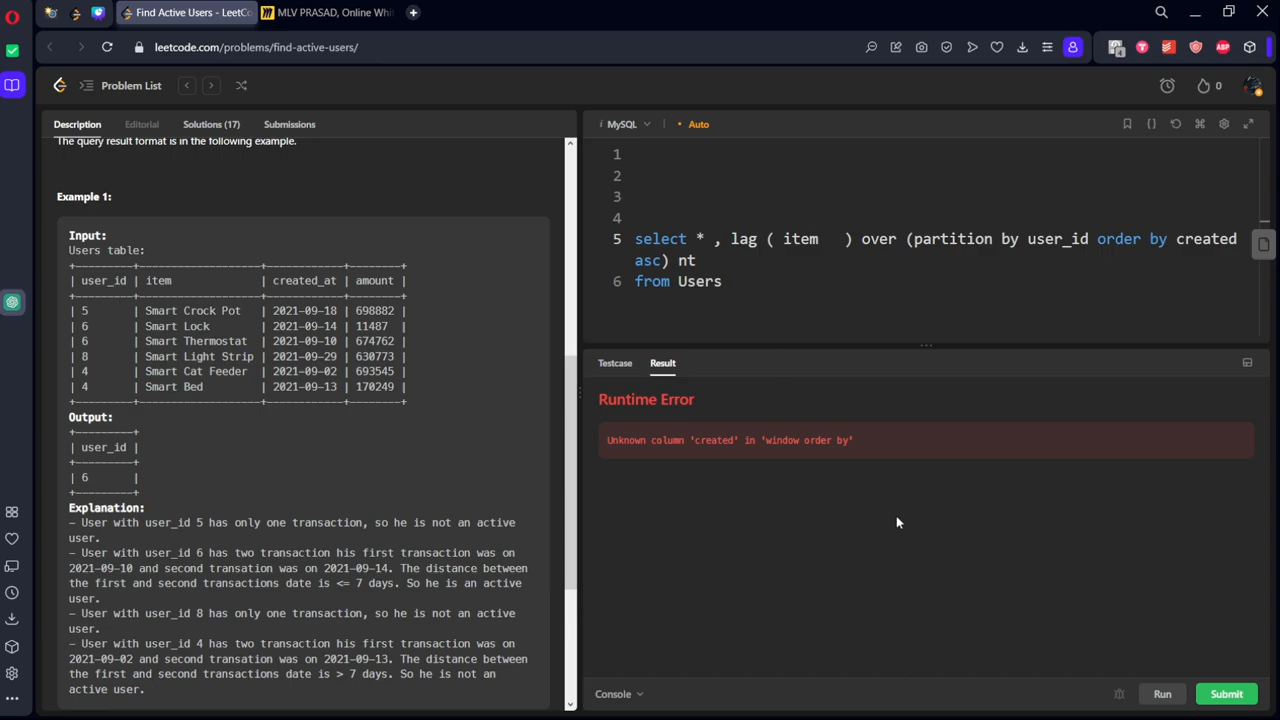 Find Active Users - LeetCo
MLV PRASAD, Online Whi
leetcode.com/problems/find-active-users/
4
ABP
Problem List
0
Description Editorial Solutions (17) Submissions
i MySQL • Auto
The query result format is in the following example.
Example 1:
Input:
Users table:
+---------+--------------------+------------+--------+
| user_id | item | created_at | amount |
+---------+--------------------+------------+--------+
| 5 | Smart Crock Pot | 2021-09-18 | 698882 |
| 6 | Smart Lock | 2021-09-14 | 11487 |
| 6 | Smart Thermostat | 2021-09-10 | 674762 |
| 8 | Smart Light Strip | 2021-09-29 | 630773 |
| 4 | Smart Cat Feeder | 2021-09-02 | 693545 |
| 4 | Smart Bed | 2021-09-13 | 170249 |
+---------+--------------------+------------+--------+
Output:
+---------+
| user_id |
+---------+
| 6 |
+---------+
Explanation:
– User with user_id 5 has only one transaction, so he is not an active
user.
– User with user_id 6 has two transaction his first transaction was on
2021-09-10 and second transation was on 2021-09-14. The distance between
the first and second transactions date is <= 7 days. So he is an active
user.
– User with user_id 8 has only one transaction, so he is not an active
user.
– User with user_id 4 has two transaction his first transaction was on
2021-09-02 and second transation was on 2021-09-13. The distance between
the first and second transactions date is > 7 days. So he is not an
active user.
1
2
3
4
5 select * , lag ( item ) over (partition by user_id order by created
asc) nt
6 from Users
Testcase Result
Runtime Error
Unknown column 'created' in 'window order by'
Console
Run Submit